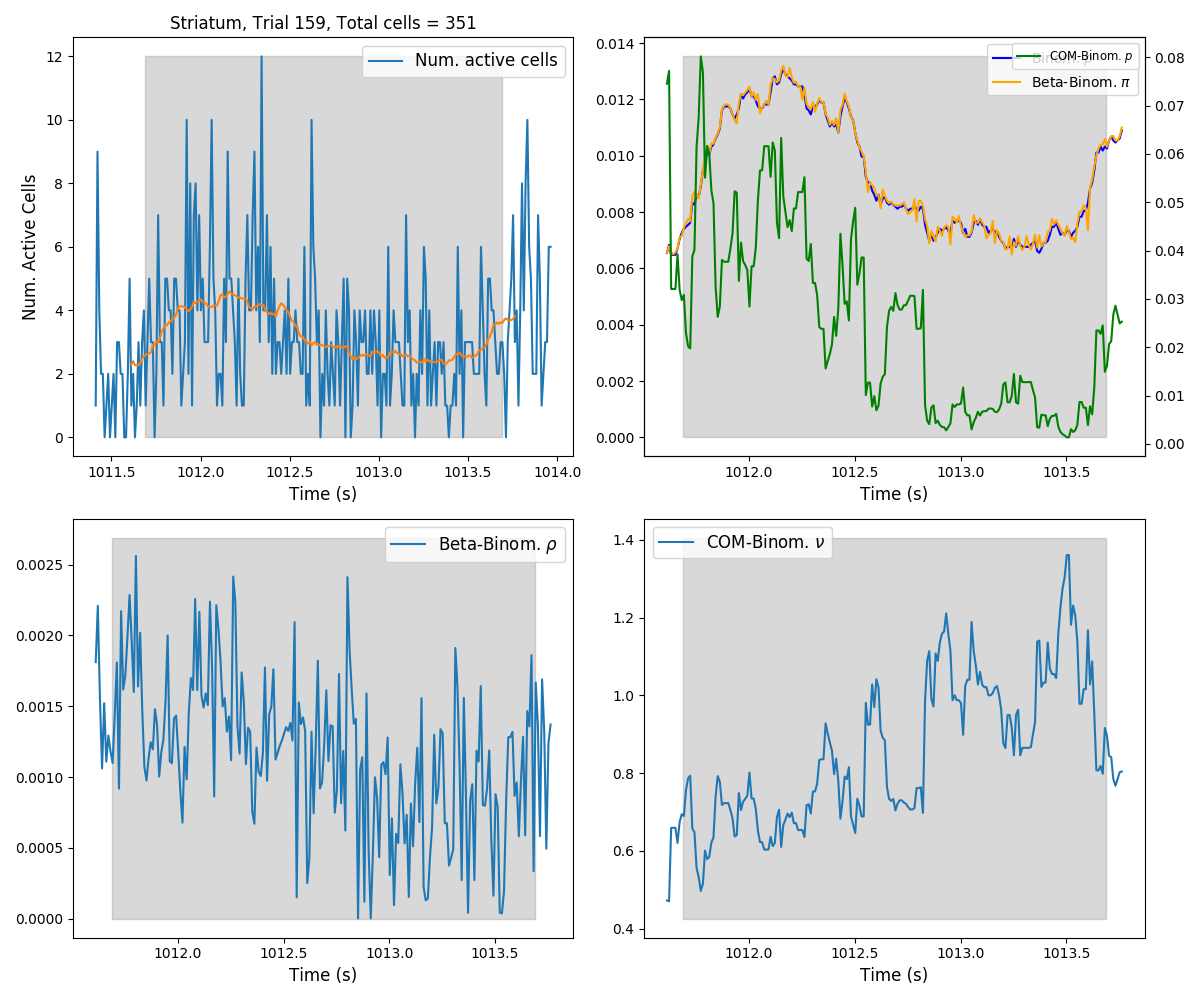 Striatum, Trial 159, Total cells = 351
Num. Active Cells
12
10
8
6
4
2
0
Num. active cells
1011.5 1012.0 1012.5 1013.0 1013.5 1014.0
Time (s)
0.014
0.012
0.010
0.008
0.006
0.004
0.002
0.000
COM-Binom. p
Beta-Binom. π
0.08
0.07
0.06
0.05
0.04
0.03
0.02
0.01
0.00
1012.0 1012.5 1013.0 1013.5
Time (s)
0.0025
0.0020
0.0015
0.0010
0.0005
0.0000
Beta-Binom. ρ
1012.0 1012.5 1013.0 1013.5
Time (s)
1.4
1.2
1.0
0.8
0.6
0.4
COM-Binom. ν
1012.0 1012.5 1013.0 1013.5
Time (s)